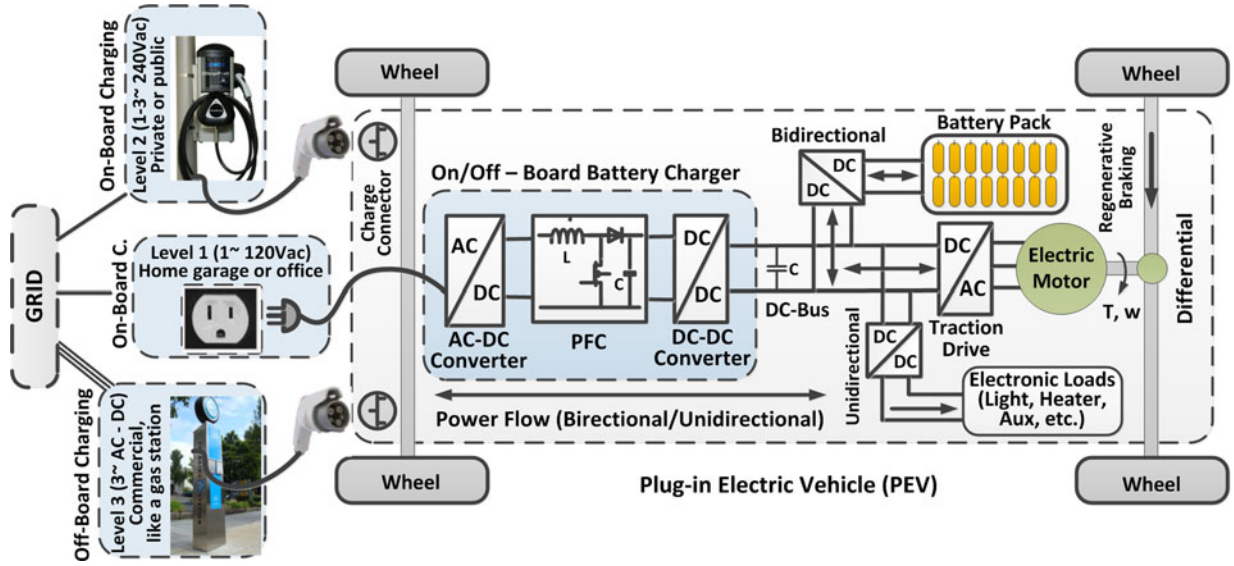 On-Board Charging
Level 2 (1-3~ 240Vac)
Private or public
GRID
On-Board C.
Level 1 (1~ 120Vac)
Home garage or office
Off-Board Charging
Level 3 (3~ AC - DC)
Commercial,
like a gas station
Wheel
Wheel
Charge
Connector
On/Off – Board Battery Charger
AC
DC
AC-DC
Converter
L
C
PFC
DC
DC
DC-DC
Converter
Power Flow (Birectional/Unidirectional)
C
DC-Bus
Bidirectional
DC
DC
Battery Pack
DC
AC
Traction
Drive
Electric
Motor
T, w
Regenerative
Braking
Differential
Unidirectional
DC
DC
Electronic Loads
(Light, Heater,
Aux, etc.)
Wheel
Wheel
Plug-in Electric Vehicle (PEV)